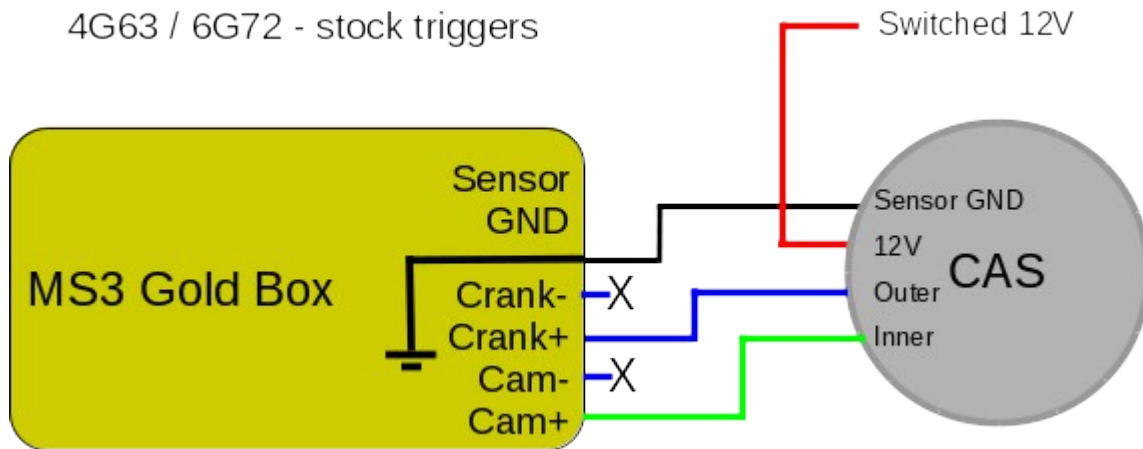 4G63 / 6G72 - stock triggers
Switched 12V
Sensor
GND
MS3 Gold Box
Crank-
X
Crank+
Cam-
X
Cam+
Sensor GND
12V
CAS
Outer
Inner